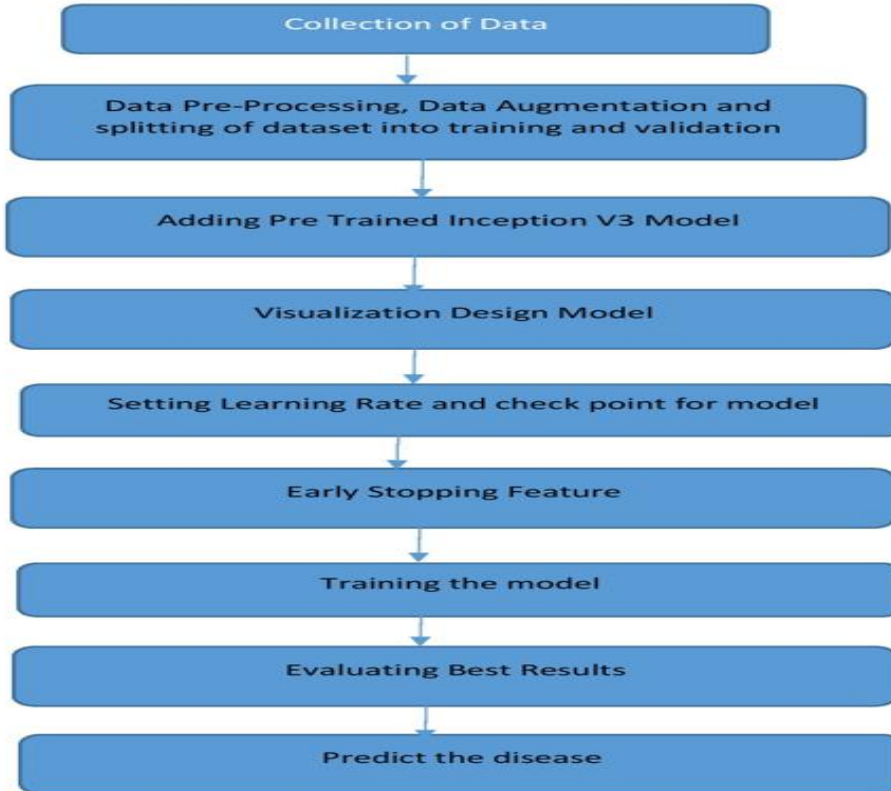 Collection of Data
Data Pre-Processing, Data Augmentation and
splitting of dataset into training and validation
Adding Pre Trained Inception V3 Model
Visualization Design Model
Setting Learning Rate and check point for model
Early Stopping Feature
Training the model
Evaluating Best Results
Predict the disease